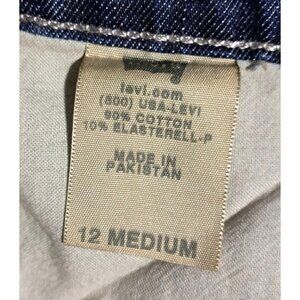 levi.com
(800) USA-LEVI
90% COTTON
10% ELASTERELL-P
MADE IN
PAKISTAN
12 MEDIUM